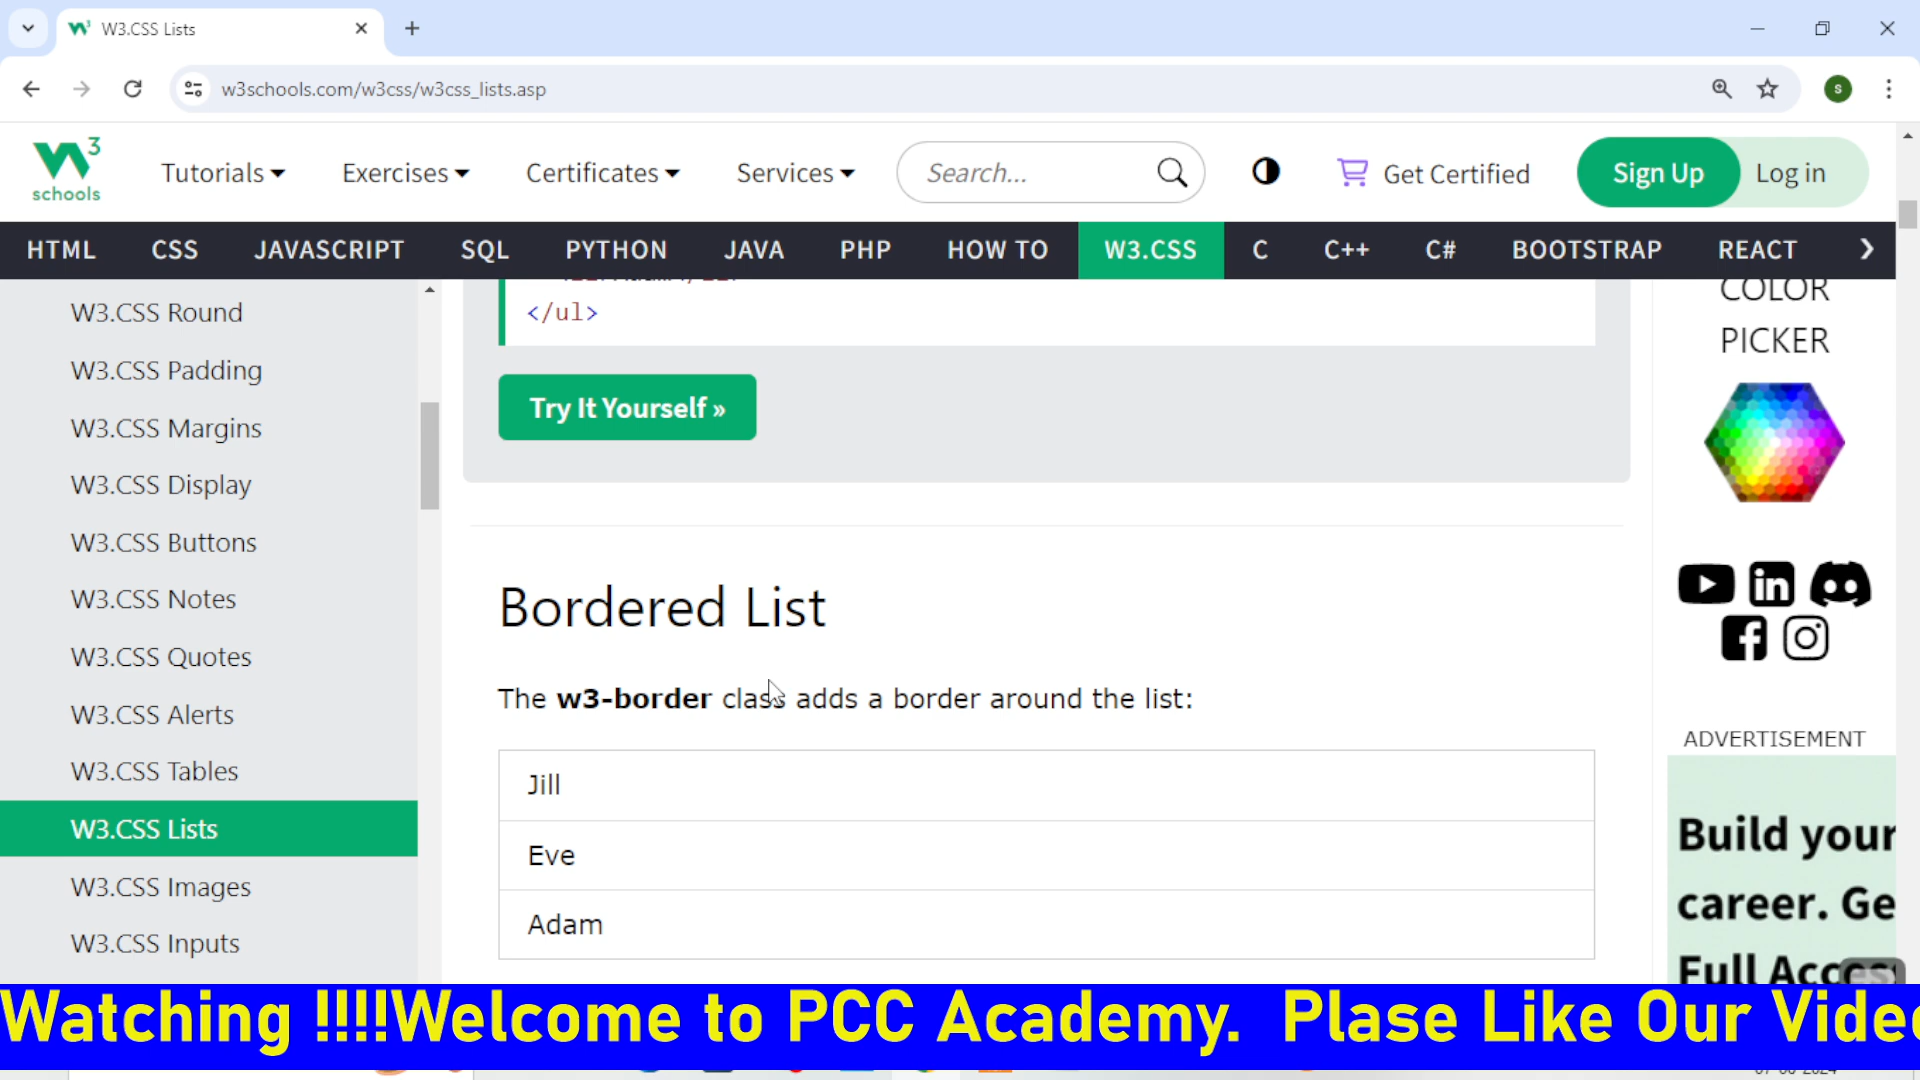 W3.CSS Lists
w3schools.com/w3css/w3css_lists.asp
S
3
schools
Tutorials
Exercises
Certificates
Services
Search...
Get Certified
Sign Up
Log in
HTML CSS JAVASCRIPT SQL PYTHON JAVA PHP HOW TO W3.CSS C C++ C# BOOTSTRAP REACT
W3.CSS Round
W3.CSS Padding
W3.CSS Margins
W3.CSS Display
W3.CSS Buttons
W3.CSS Notes
W3.CSS Quotes
W3.CSS Alerts
W3.CSS Tables
W3.CSS Lists
W3.CSS Images
W3.CSS Inputs
</ul>
Try It Yourself »
Bordered List
The w3-border class adds a border around the list:
Jill
Eve
Adam
COLOR
PICKER
in
ADVERTISEMENT
Build your
career. Ge
Full Access
Watching !!!!Welcome to PCC Academy. Plase Like Our Video